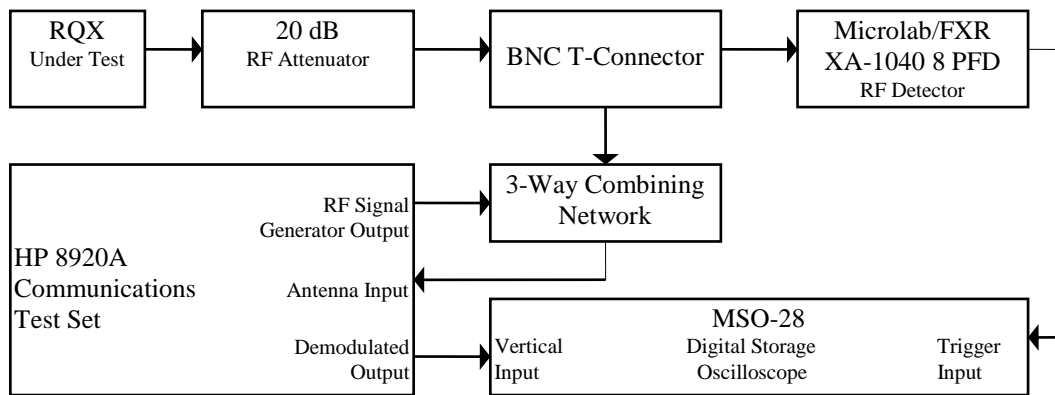 RQX
Under Test
20 dB
RF Attenuator
BNC T-Connector
Microlab/FXR
XA-1040 8 PFD
RF Detector
3-Way Combining
Network
RF Signal
Generator Output
HP 8920A
Communications
Test Set
Antenna Input
Demodulated
Output
MSO-28
Vertical
Input
Digital Storage
Oscilloscope
Trigger
Input